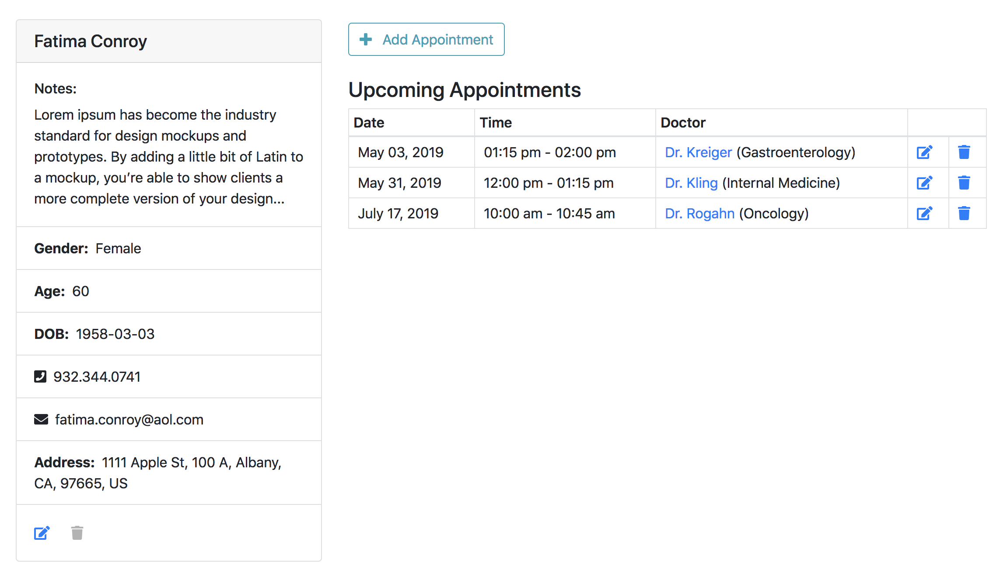 Fatima Conroy
Notes:
Lorem ipsum has become the industry
standard for design mockups and
prototypes. By adding a little bit of Latin to
a mockup, you’re able to show clients a
more complete version of your design...
Gender: Female
Age: 60
DOB: 1958-03-03
932.344.0741
fatima.conroy@aol.com
Address: 1111 Apple St, 100 A, Albany,
CA, 97665, US
Add Appointment
Upcoming Appointments
Date Time Doctor
May 03, 2019 01:15 pm - 02:00 pm Dr. Kreiger (Gastroenterology)
May 31, 2019 12:00 pm - 01:15 pm Dr. Kling (Internal Medicine)
July 17, 2019 10:00 am - 10:45 am Dr. Rogahn (Oncology)